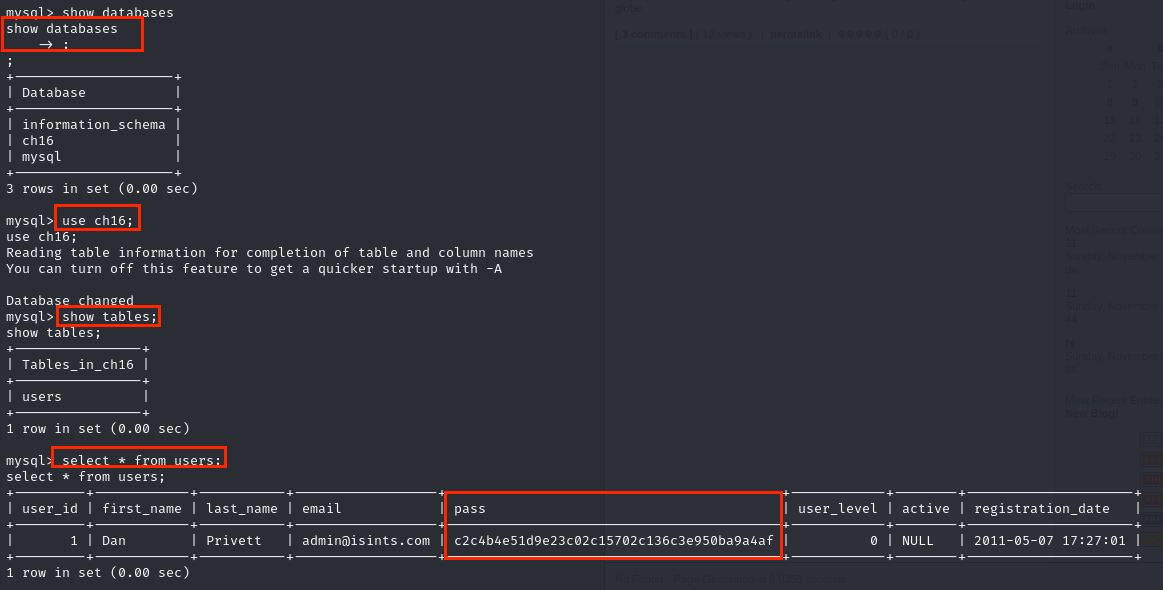 mysql> show databases
show databases
    -> ;
;
+--------------------+
| Database           |
+--------------------+
| information_schema |
| ch16               |
| mysql              |
+--------------------+
3 rows in set (0.00 sec)
mysql> use ch16;
use ch16;
Reading table information for completion of table and column names
You can turn off this feature to get a quicker startup with -A
Database changed
mysql> show tables;
show tables;
+----------------+
| Tables_in_ch16 |
+----------------+
| users          |
+----------------+
1 row in set (0.00 sec)
mysql> select * from users;
select * from users;
+---------+------------+-----------+------------------+------------------------------------------+------------+--------+---------------------+
| user_id | first_name | last_name | email            | pass                                     | user_level | active | registration_date   |
+---------+------------+-----------+------------------+------------------------------------------+------------+--------+---------------------+
|       1 | Dan        | Privett   | admin@isints.com | c2c4b4e51d9e23c02c15702c136c3e950ba9a4af |          0 | NULL   | 2011-05-07 17:27:01 |
+---------+------------+-----------+------------------+------------------------------------------+------------+--------+---------------------+
1 row in set (0.00 sec)
Login
[ 3 comments ]
permalink